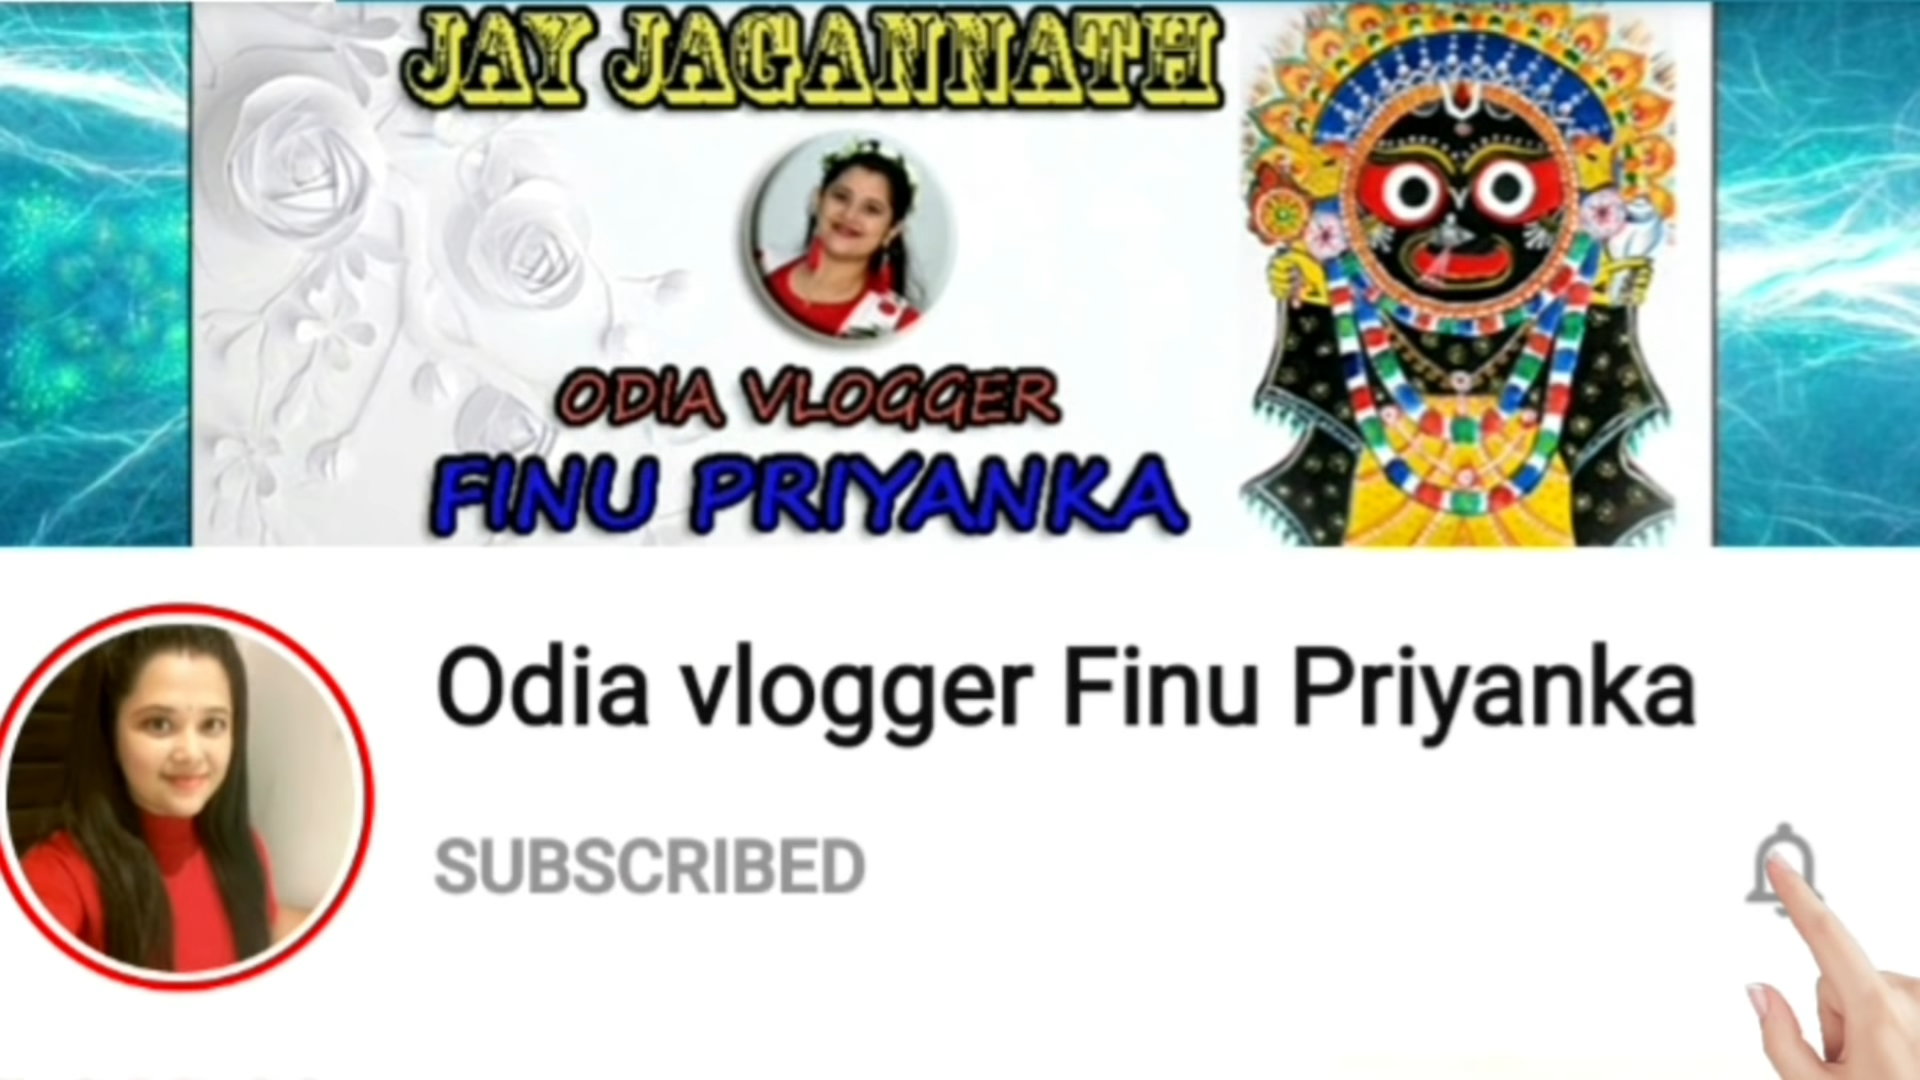 JAY JAGANNATH
ODIA VLOGGER
FINU PRIYANKA
Odia vlogger Finu Priyanka
SUBSCRIBED